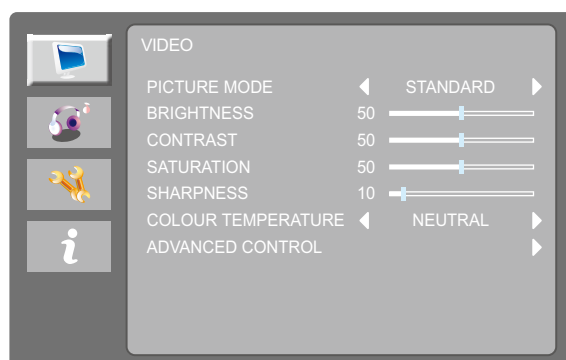 VIDEO
PICTURE MODE STANDARD
BRIGHTNESS 50
CONTRAST 50
SATURATION 50
SHARPNESS 10
COLOUR TEMPERATURE NEUTRAL
ADVANCED CONTROL